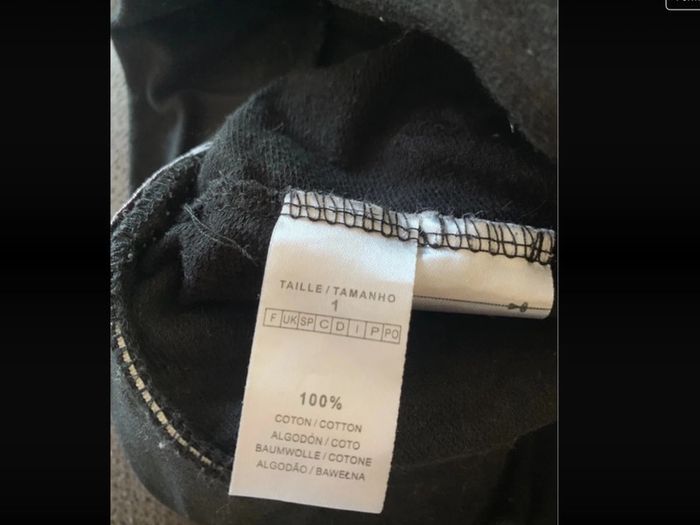 TAILLE / TAMANHO
1
F UK SP C D I P PO
100%
COTON / COTTON
ALGODÓN / COTO
BAUMWOLLE / COTONE
ALGODÃO / BAWEŁNA